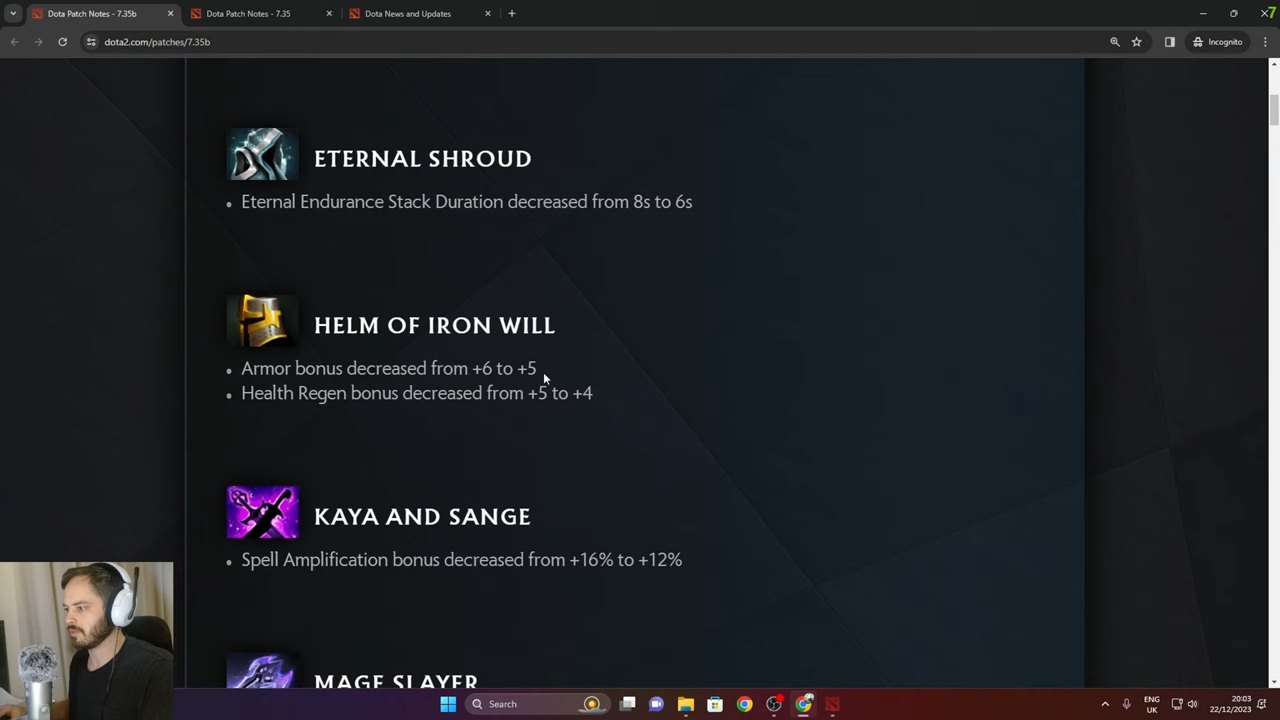 Dota Patch Notes - 7.35b
Dota Patch Notes - 7.35
Dota News and Updates
7
dota2.com/patches/7.35b
Incognito
ETERNAL SHROUD
Eternal Endurance Stack Duration decreased from 8s to 6s
HELM OF IRON WILL
Armor bonus decreased from +6 to +5
Health Regen bonus decreased from +5 to +4
KAYA AND SANGE
Spell Amplification bonus decreased from +16% to +12%
MAGE SLAYER
Search
ENG
UK
20:03
22/12/2023